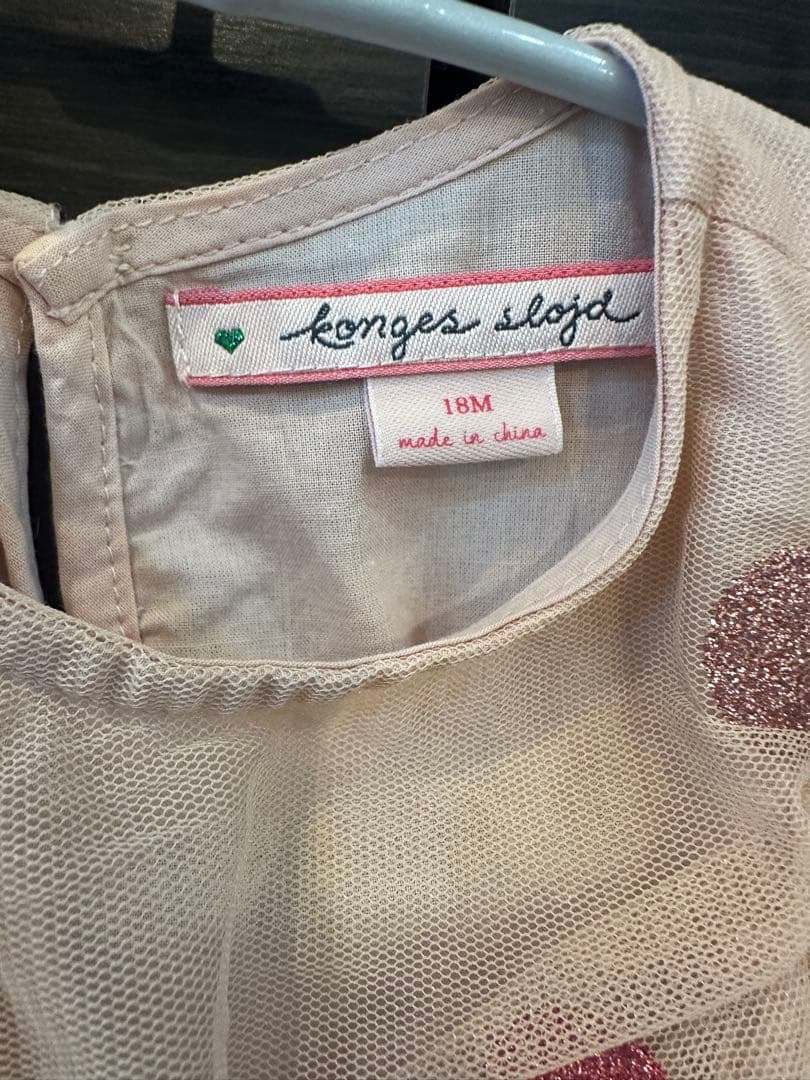 konges sløjd
18M
made in china